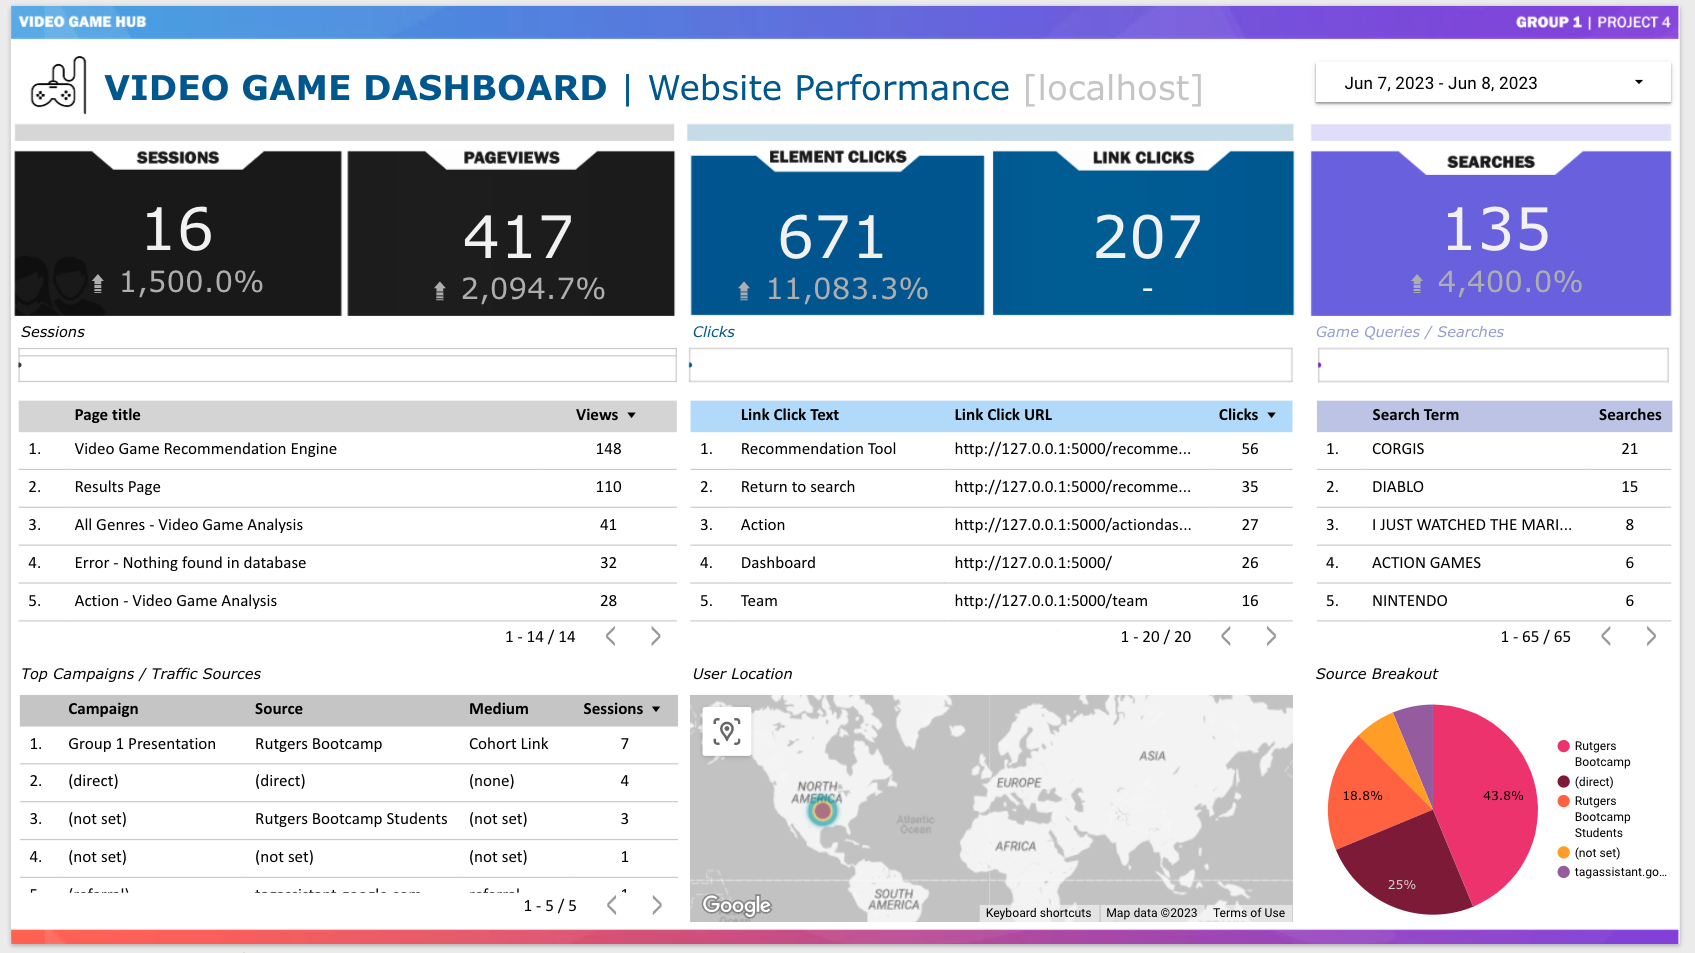 VIDEO GAME HUB
GROUP 1 | PROJECT 4
VIDEO GAME DASHBOARD | Website Performance [localhost]
Jun 7, 2023 - Jun 8, 2023
SESSIONS
16
1,500.0%
PAGEVIEWS
417
2,094.7%
ELEMENT CLICKS
671
11,083.3%
LINK CLICKS
207
-
SEARCHES
135
4,400.0%
Sessions
Clicks
Game Queries / Searches
Page title Views
1. Video Game Recommendation Engine 148
2. Results Page 110
3. All Genres - Video Game Analysis 41
4. Error - Nothing found in database 32
5. Action - Video Game Analysis 28
1 - 14 / 14
Link Click Text Link Click URL Clicks
1. Recommendation Tool http://127.0.0.1:5000/recomme... 56
2. Return to search http://127.0.0.1:5000/recomme... 35
3. Action http://127.0.0.1:5000/actiondas... 27
4. Dashboard http://127.0.0.1:5000/ 26
5. Team http://127.0.0.1:5000/team 16
1 - 20 / 20
Search Term Searches
1. CORGIS 21
2. DIABLO 15
3. I JUST WATCHED THE MARI... 8
4. ACTION GAMES 6
5. NINTENDO 6
1 - 65 / 65
Top Campaigns / Traffic Sources
Campaign Source Medium Sessions
1. Group 1 Presentation Rutgers Bootcamp Cohort Link 7
2. (direct) (direct) (none) 4
3. (not set) Rutgers Bootcamp Students (not set) 3
4. (not set) (not set) (not set) 1
5. (referral) tagassistant.google.com referral 1
1 - 5 / 5
User Location
NORTH
AMERICA
EUROPE
ASIA
Atlantic
Ocean
AFRICA
SOUTH
AMERICA
Google
Keyboard shortcuts
Map data ©2023
Terms of Use
Source Breakout
43.8%
25%
18.8%
Rutgers
Bootcamp
(direct)
Rutgers
Bootcamp
Students
(not set)
tagassistant.go...